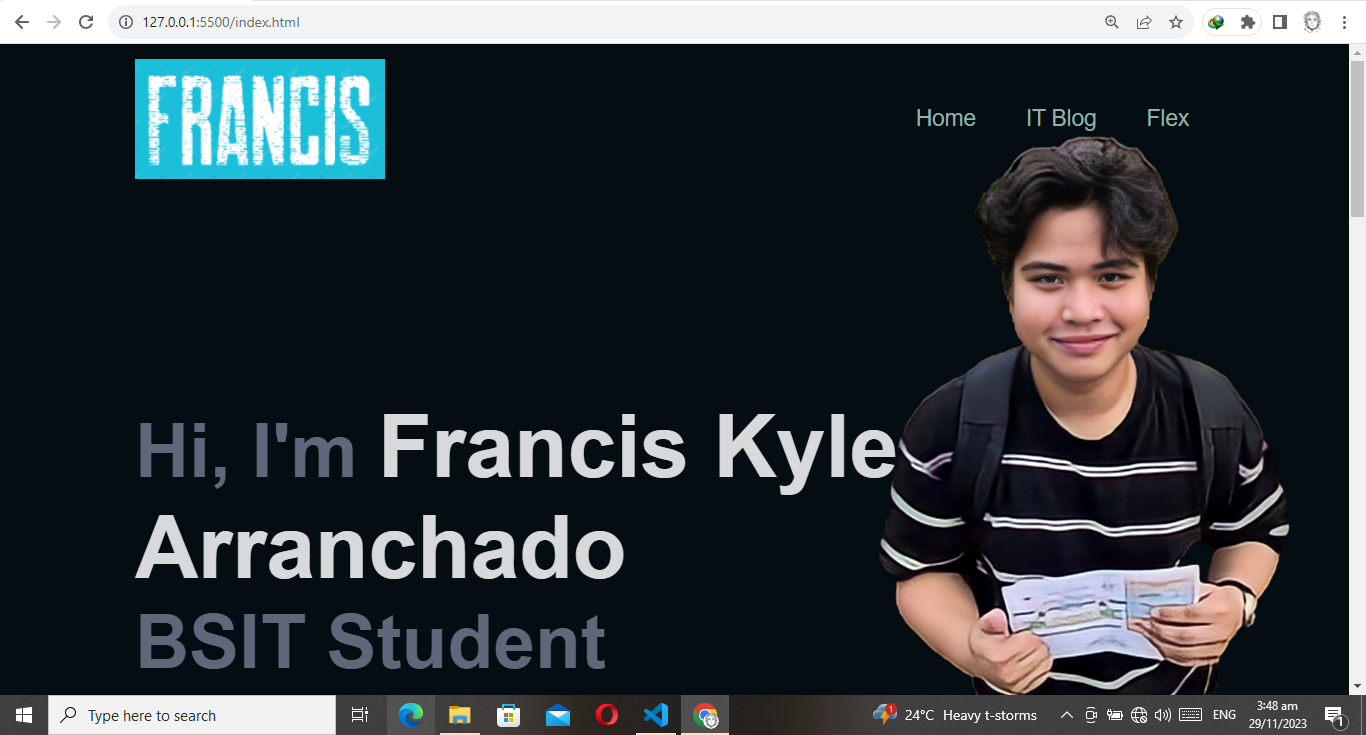 127.0.0.1:5500/index.html
FRANCIS
Home IT Blog Flex
Hi, I'm Francis Kyle
Arranchado
BSIT Student
Type here to search
1
24°C Heavy t-storms
ENG
3:48 am
29/11/2023
1